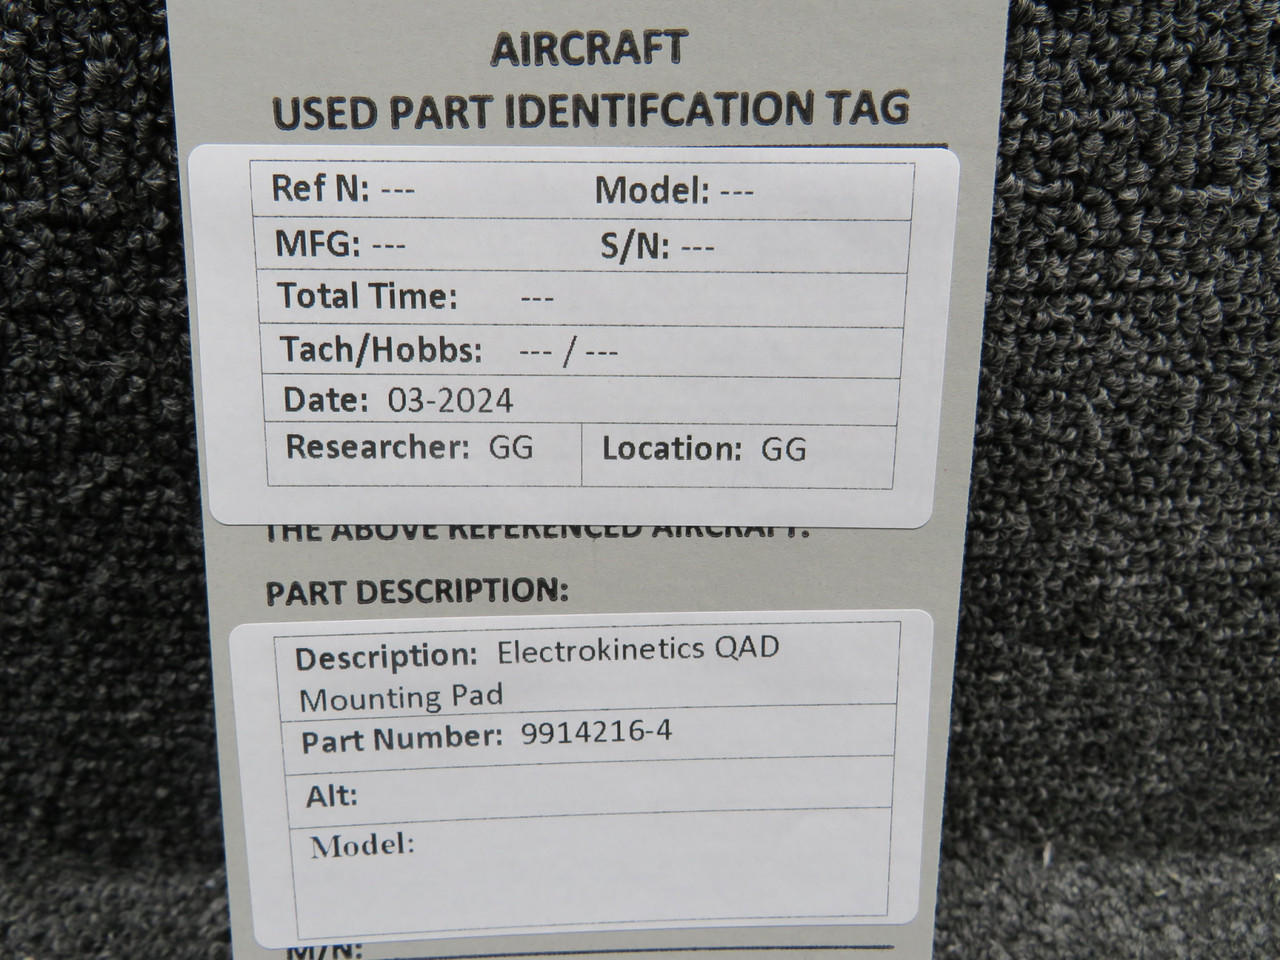 AIRCRAFT
USED PART IDENTIFCATION TAG
Ref N: --- Model: ---
MFG: --- S/N: ---
Total Time: ---
Tach/Hobbs: --- / ---
Date: 03-2024
Researcher: GG Location: GG
THE ABOVE REFERENCED AIRCRAFT.
PART DESCRIPTION:
Description: Electrokinetics QAD
Mounting Pad
Part Number: 9914216-4
Alt:
Model:
M/N: